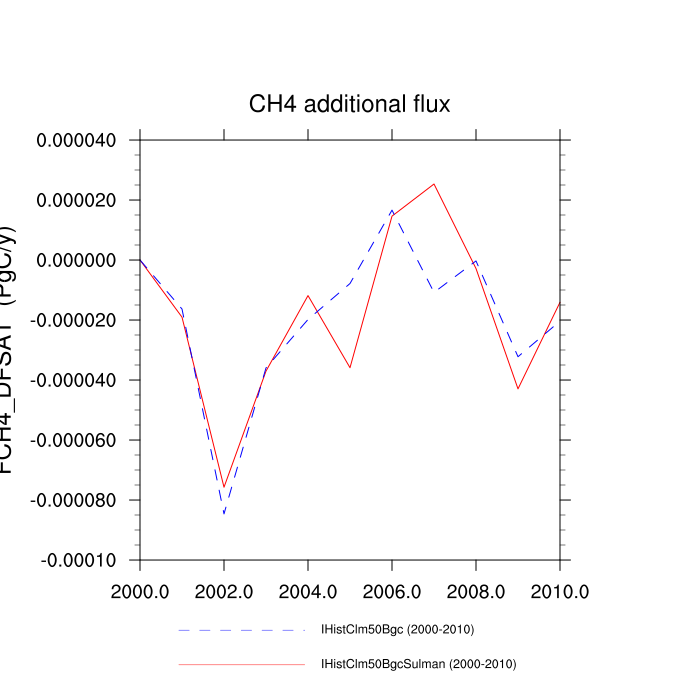 CH4 additional flux
FCH4_DFSAT (PgC/y)
0.000040
0.000020
0.000000
-0.000020
-0.000040
-0.000060
-0.000080
-0.00010
2000.0 2002.0 2004.0 2006.0 2008.0 2010.0
IHistClm50Bgc (2000-2010)
IHistClm50BgcSulman (2000-2010)